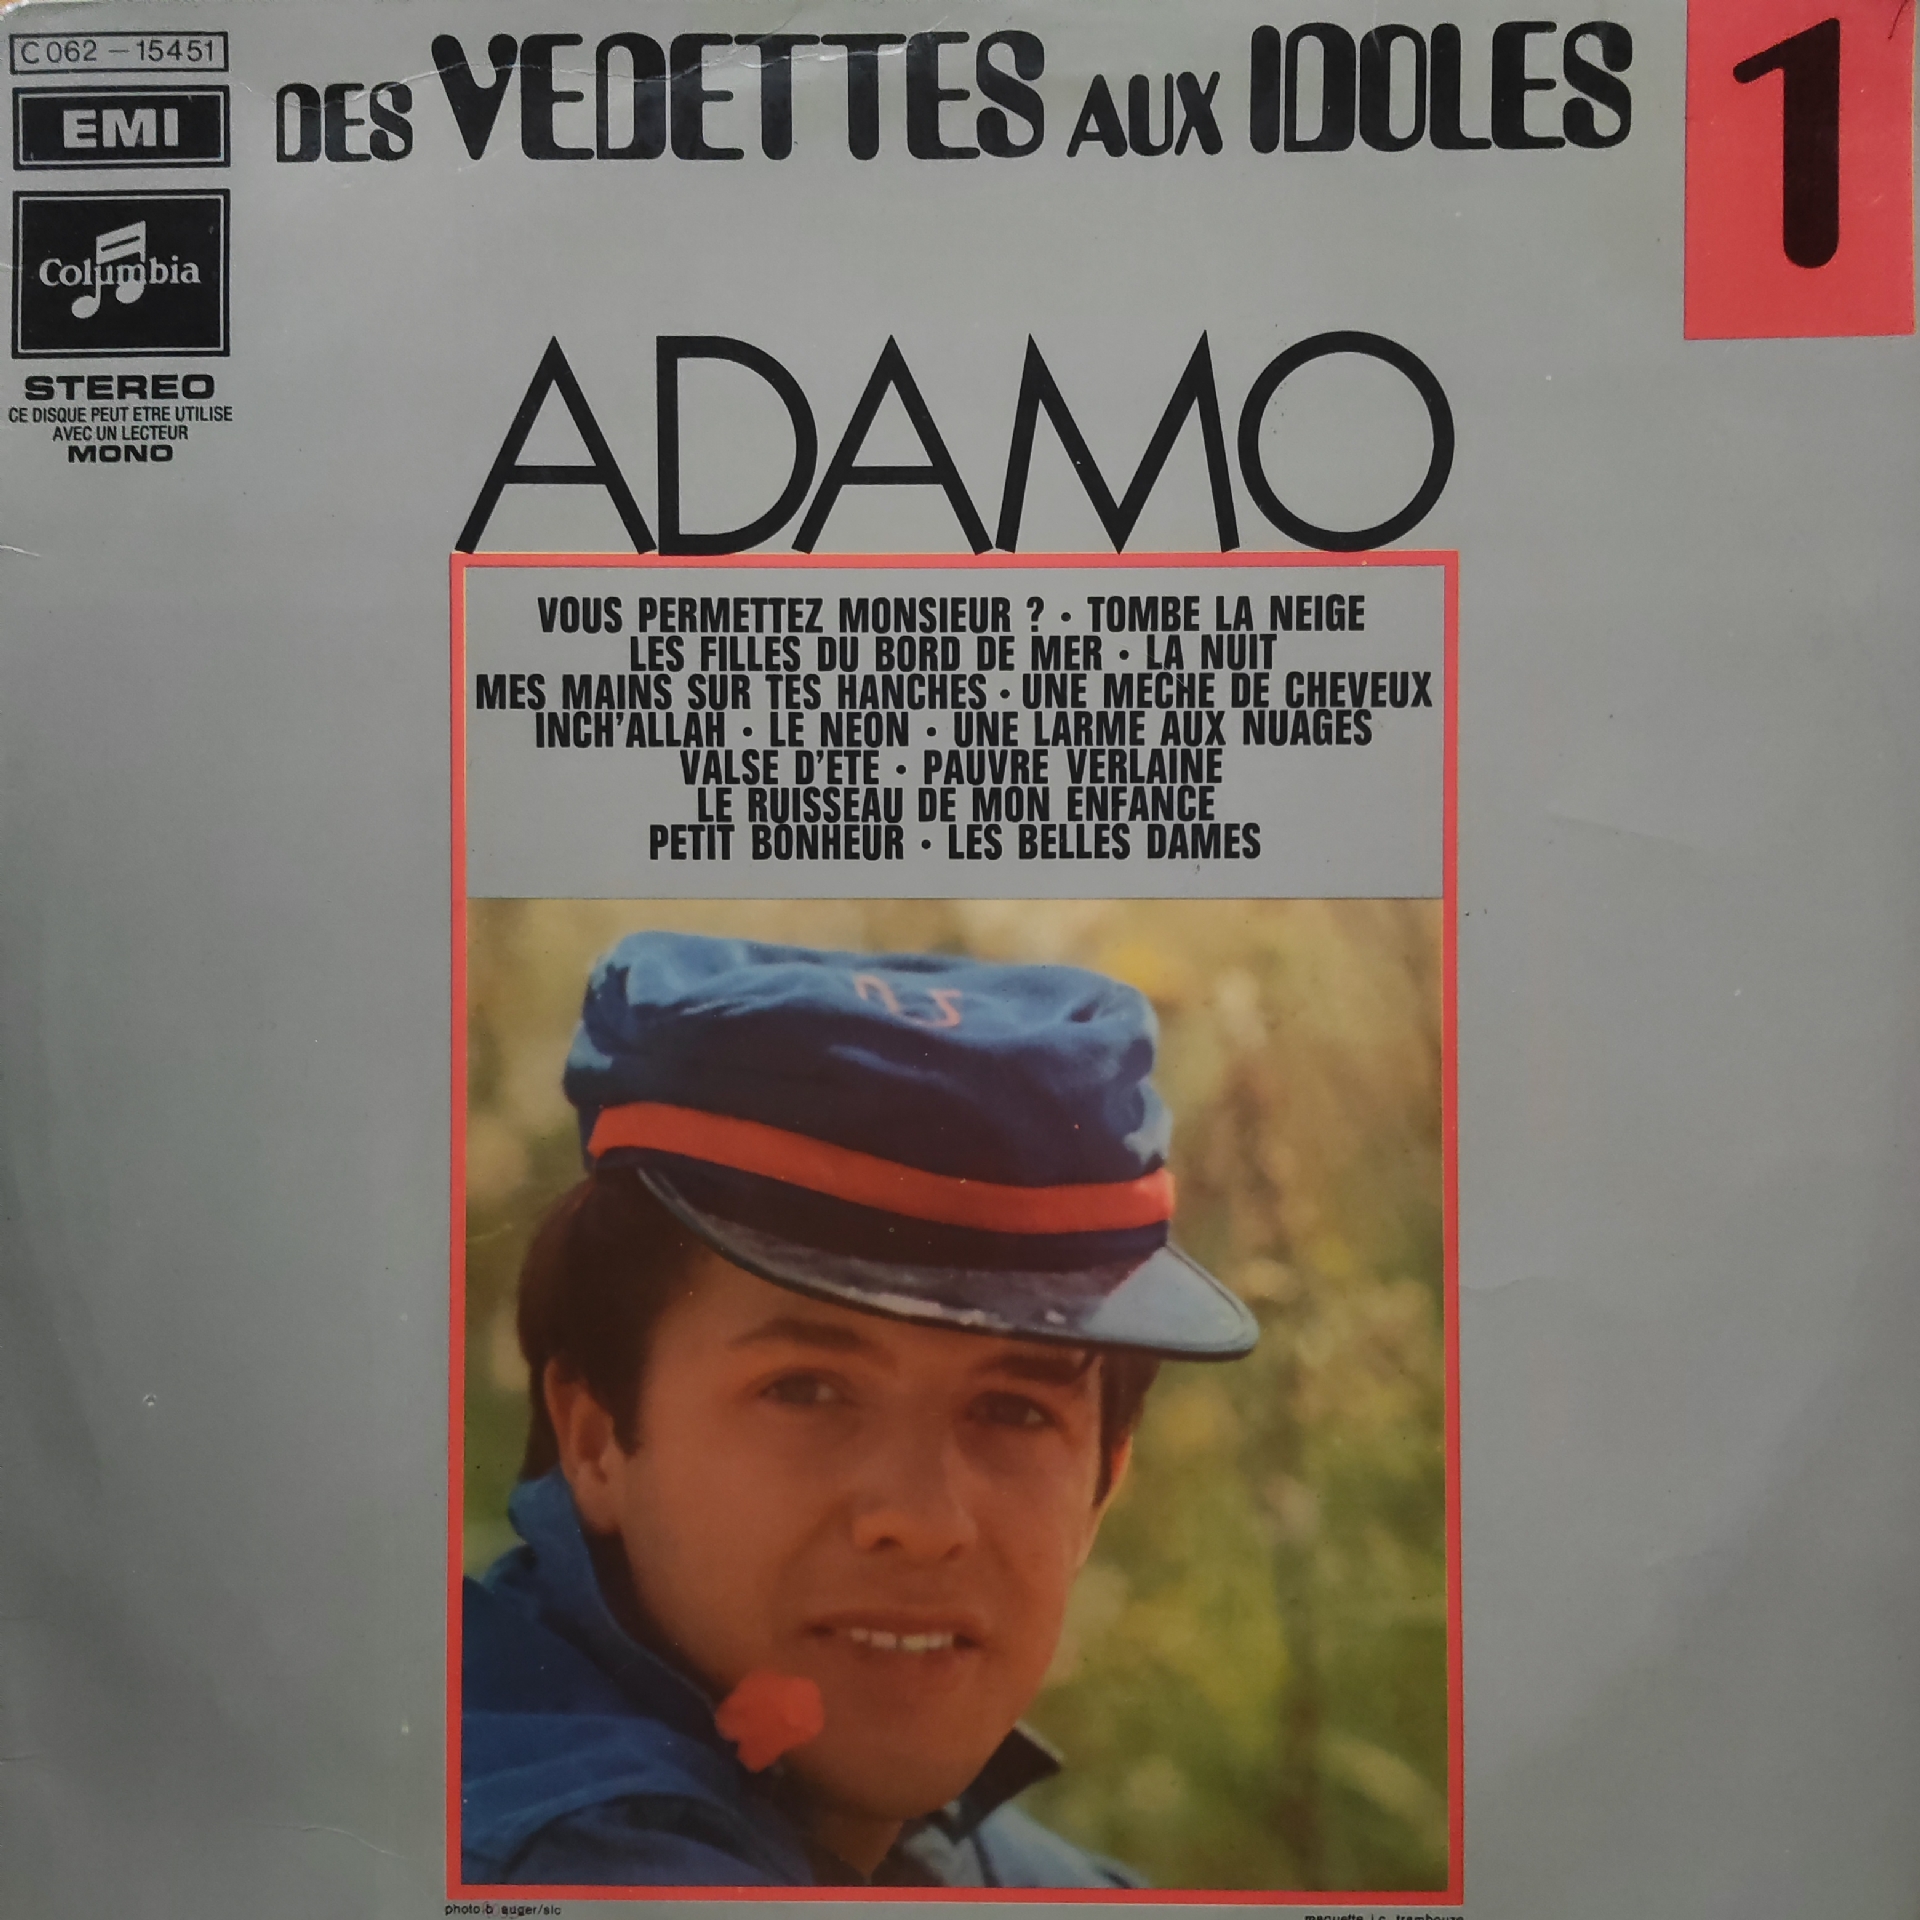 C 062 - 15451
EMI
Columbia
STEREO
CE DISQUE PEUT ETRE UTILISE
AVEC UN LECTEUR
MONO
DES VEDETTES AUX IDOLES
1
ADAMO
VOUS PERMETTEZ MONSIEUR ? • TOMBE LA NEIGE
LES FILLES DU BORD DE MER • LA NUIT
MES MAINS SUR TES HANCHES • UNE MECHE DE CHEVEUX
INCH'ALLAH • LE NEON • UNE LARME AUX NUAGES
VALSE D'ETE • PAUVRE VERLAINE
LE RUISSEAU DE MON ENFANCE
PETIT BONHEUR • LES BELLES DAMES
photo b auger/slc
maquette j.c.